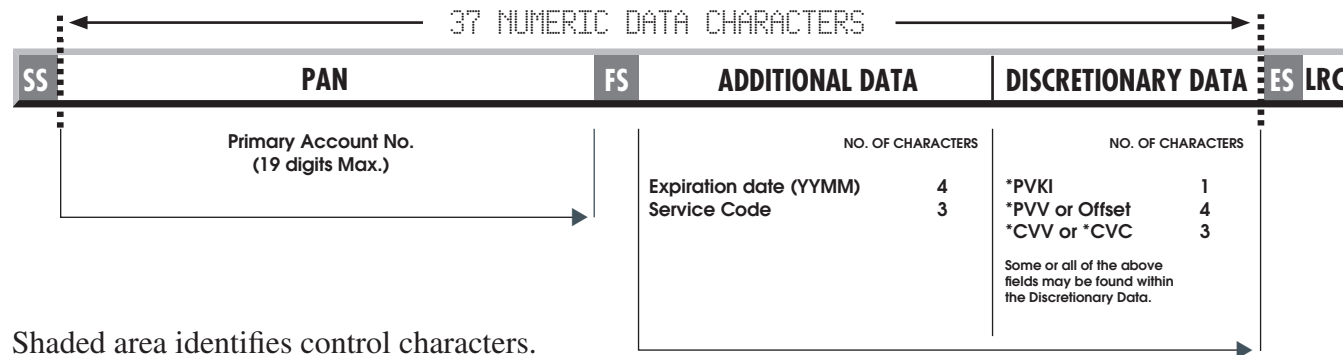 37 NUMERIC DATA CHARACTERS
SS PAN FS ADDITIONAL DATA DISCRETIONARY DATA ES LRC
Primary Account No.
(19 digits Max.)
NO. OF CHARACTERS
Expiration date (YYMM) 4
Service Code 3
NO. OF CHARACTERS
*PVKI 1
*PVV or Offset 4
*CVV or *CVC 3
Some or all of the above
fields may be found within
the Discretionary Data.
Shaded area identifies control characters.